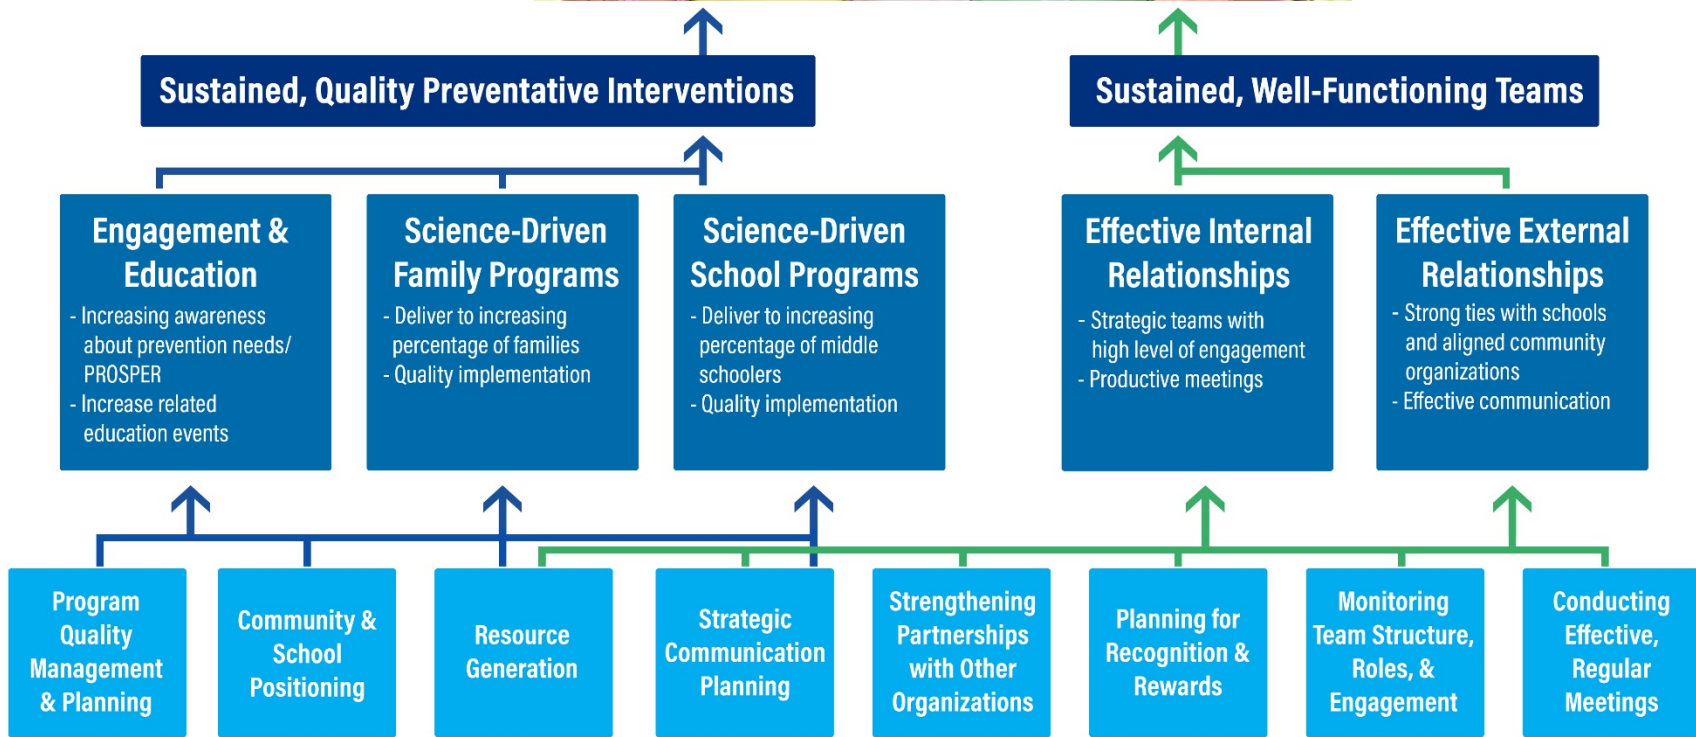 Sustained, Quality Preventative Interventions
Sustained, Well-Functioning Teams
Engagement &
Education
- Increasing awareness
about prevention needs/
PROSPER
- Increase related
education events
Science-Driven
Family Programs
- Deliver to increasing
percentage of families
- Quality implementation
Science-Driven
School Programs
- Deliver to increasing
percentage of middle
schoolers
- Quality implementation
Effective Internal
Relationships
- Strategic teams with
high level of engagement
- Productive meetings
Effective External
Relationships
- Strong ties with schools
and aligned community
organizations
- Effective communication
Program
Quality
Management
& Planning
Community &
School
Positioning
Resource
Generation
Strategic
Communication
Planning
Strengthening
Partnerships
with Other
Organizations
Planning for
Recognition &
Rewards
Monitoring
Team Structure,
Roles, &
Engagement
Conducting
Effective,
Regular
Meetings